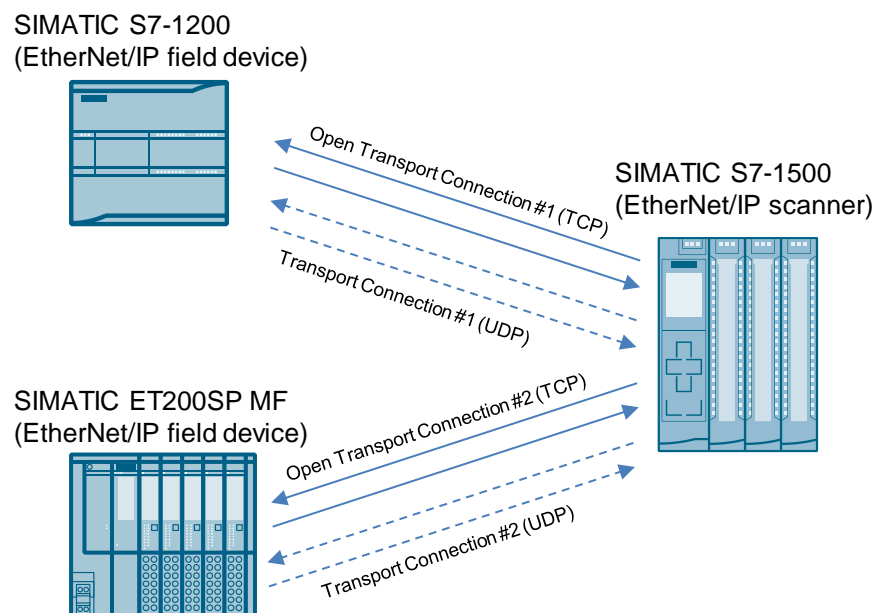 SIMATIC S7-1200
(EtherNet/IP field device)
Open Transport Connection #1 (TCP)
SIMATIC S7-1500
(EtherNet/IP scanner)
Transport Connection #1 (UDP)
SIMATIC ET200SP MF
(EtherNet/IP field device)
Open Transport Connection #2 (TCP)
Transport Connection #2 (UDP)